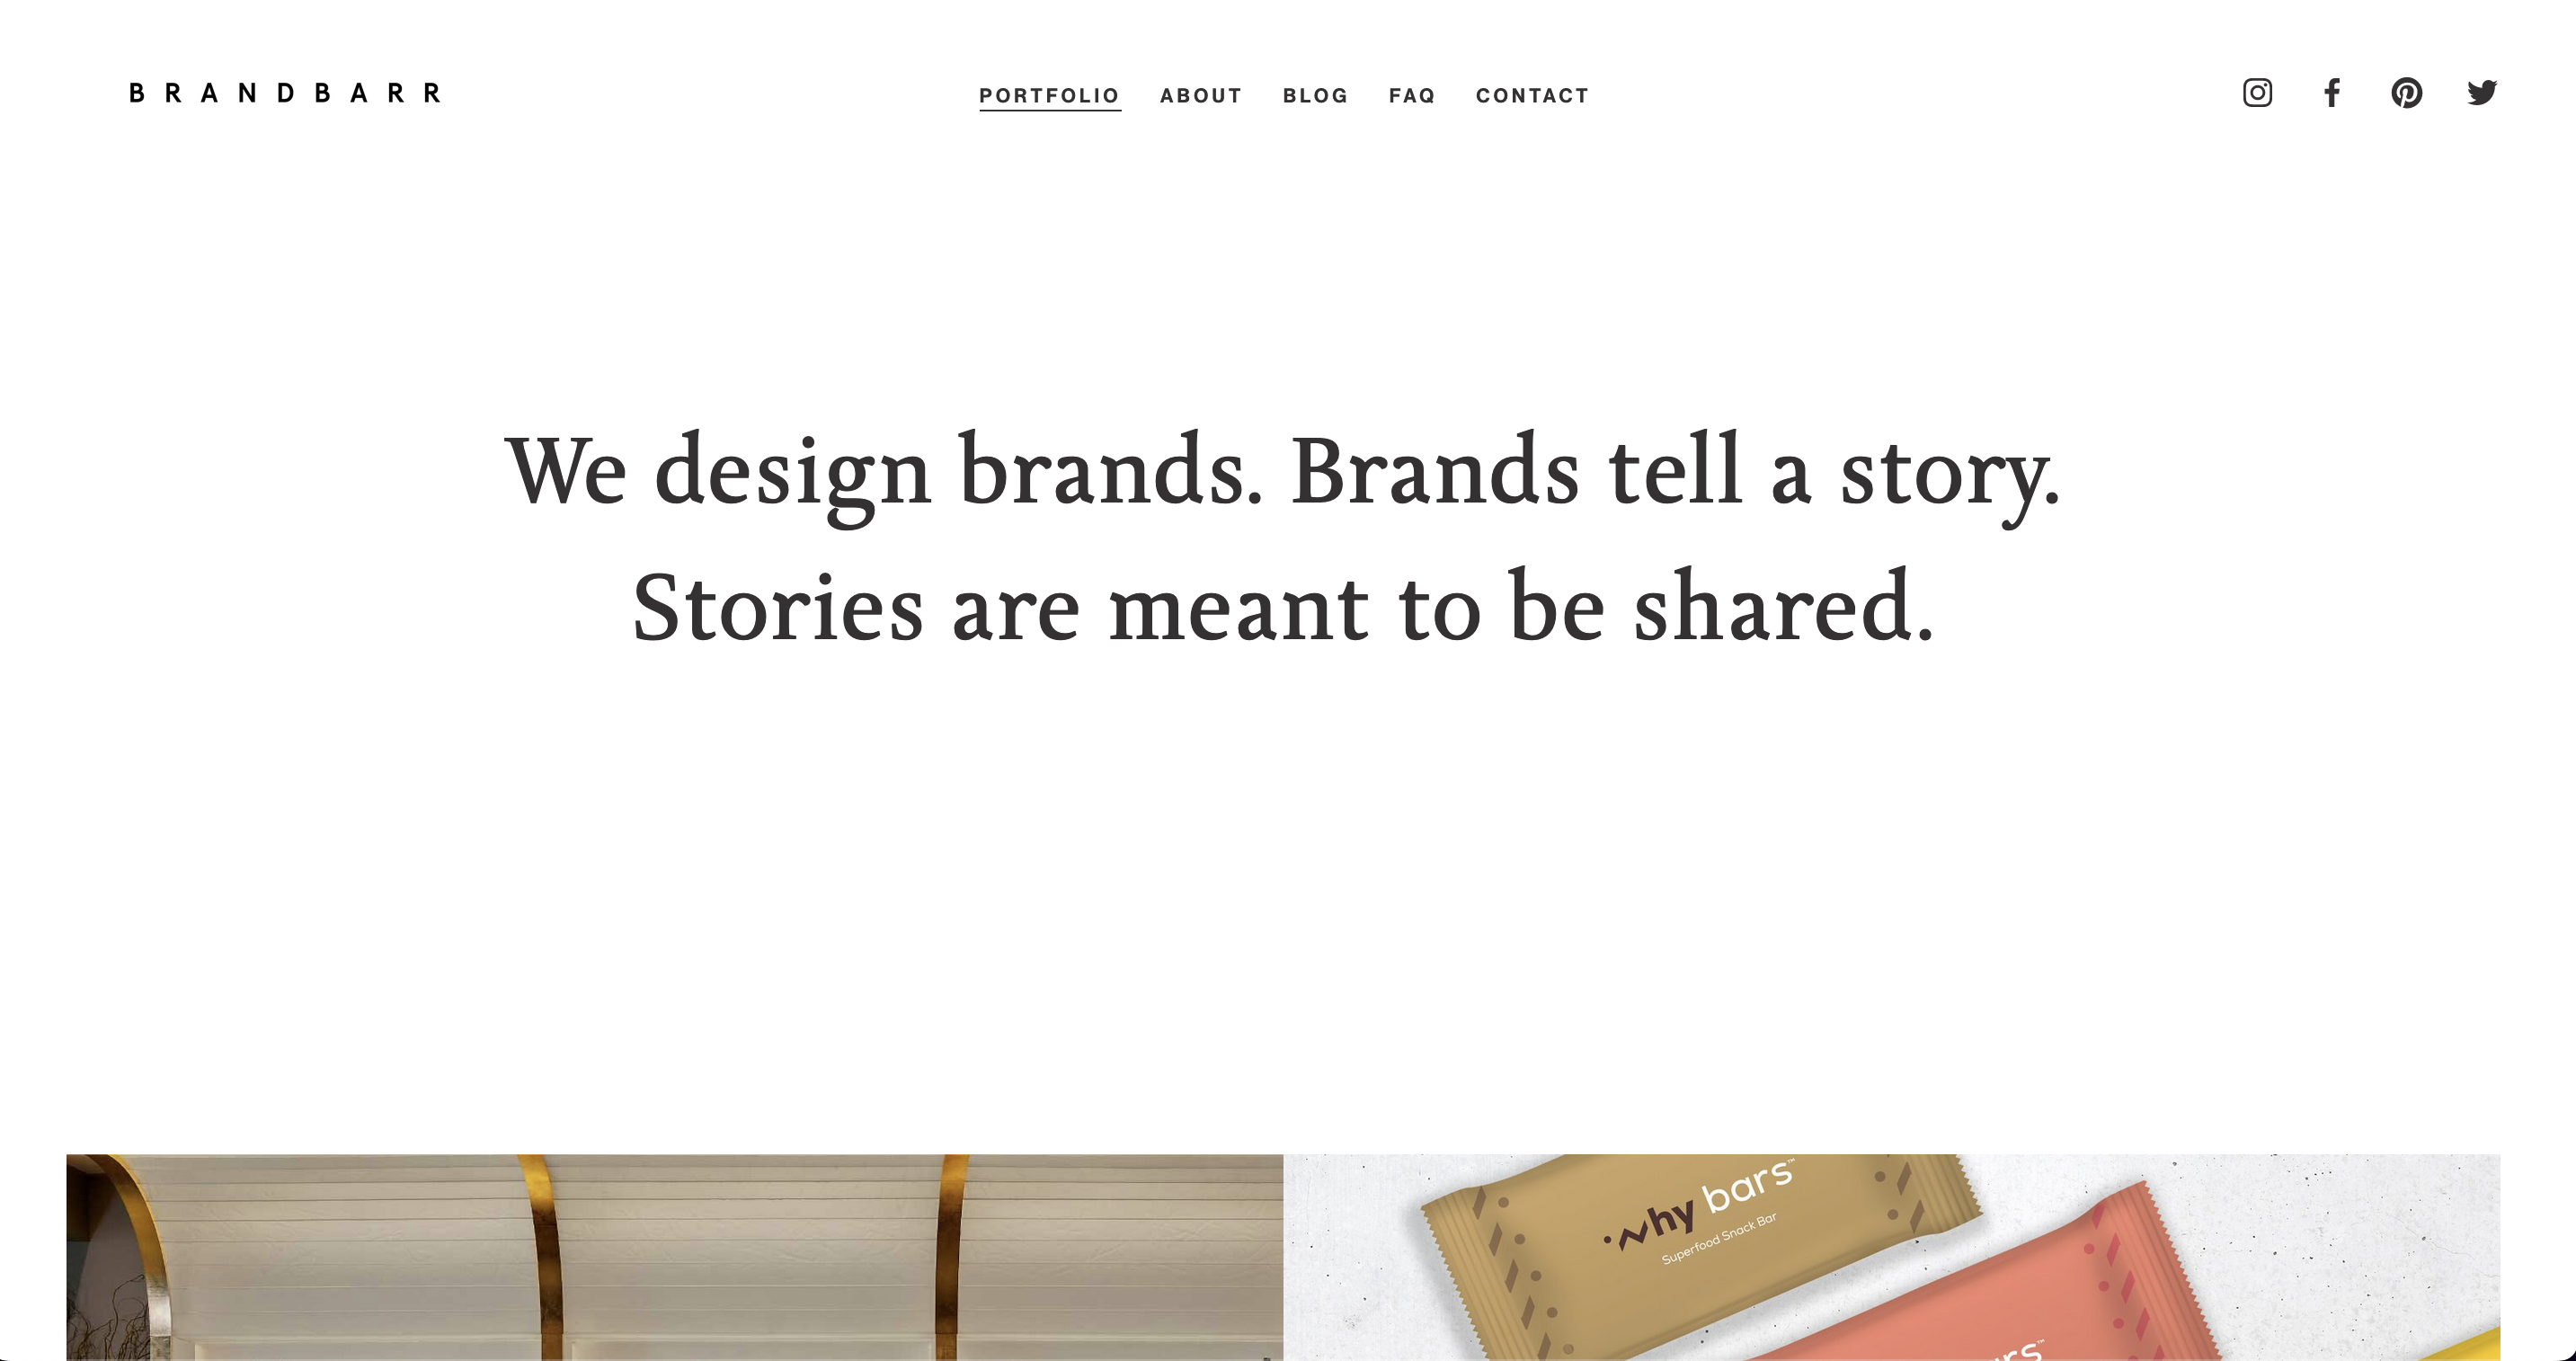 BRANDBARR
PORTFOLIO ABOUT BLOG FAQ CONTACT
We design brands. Brands tell a story.
Stories are meant to be shared.
why bars™
Superfood Snack Bar